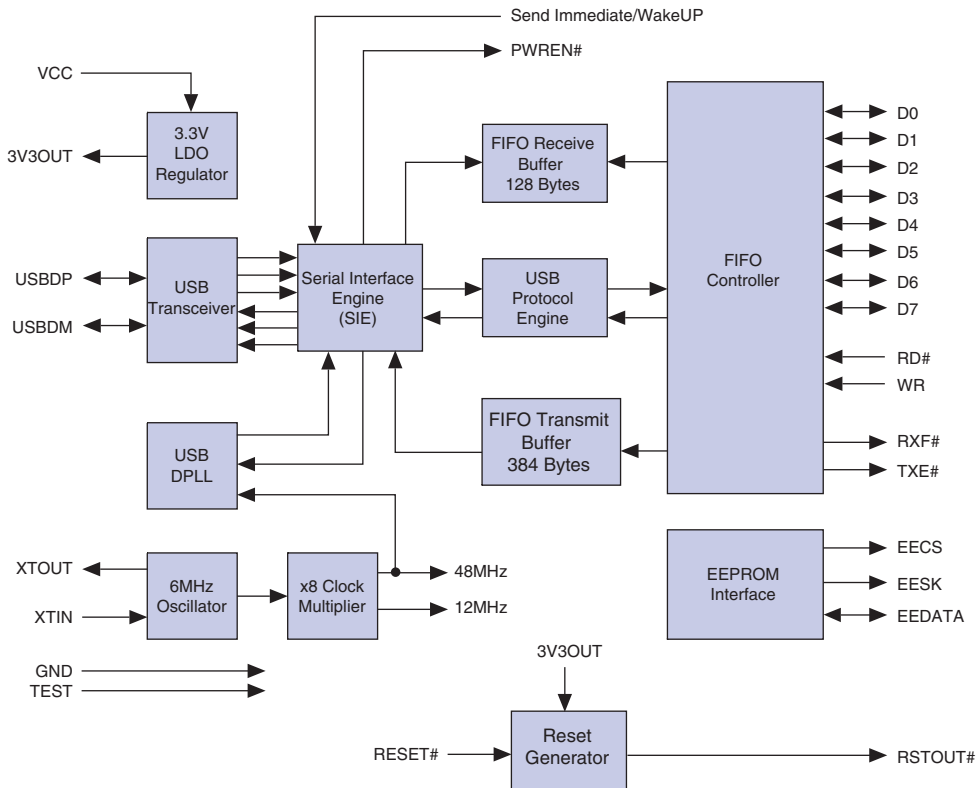 Send Immediate/WakeUP
PWREN#
VCC
3.3V
LDO
Regulator
3V3OUT
FIFO Receive
Buffer
128 Bytes
D0
D1
D2
D3
D4
D5
D6
D7
FIFO
Controller
USBDP
USBDM
USB
Transceiver
Serial Interface
Engine
(SIE)
USB
Protocol
Engine
RD#
WR
RXF#
TXE#
USB
DPLL
FIFO Transmit
Buffer
384 Bytes
XTOUT
XTIN
6MHz
Oscillator
x8 Clock
Multiplier
48MHz
12MHz
EEPROM
Interface
EECS
EESK
EEDATA
GND
TEST
3V3OUT
RESET#
Reset
Generator
RSTOUT#